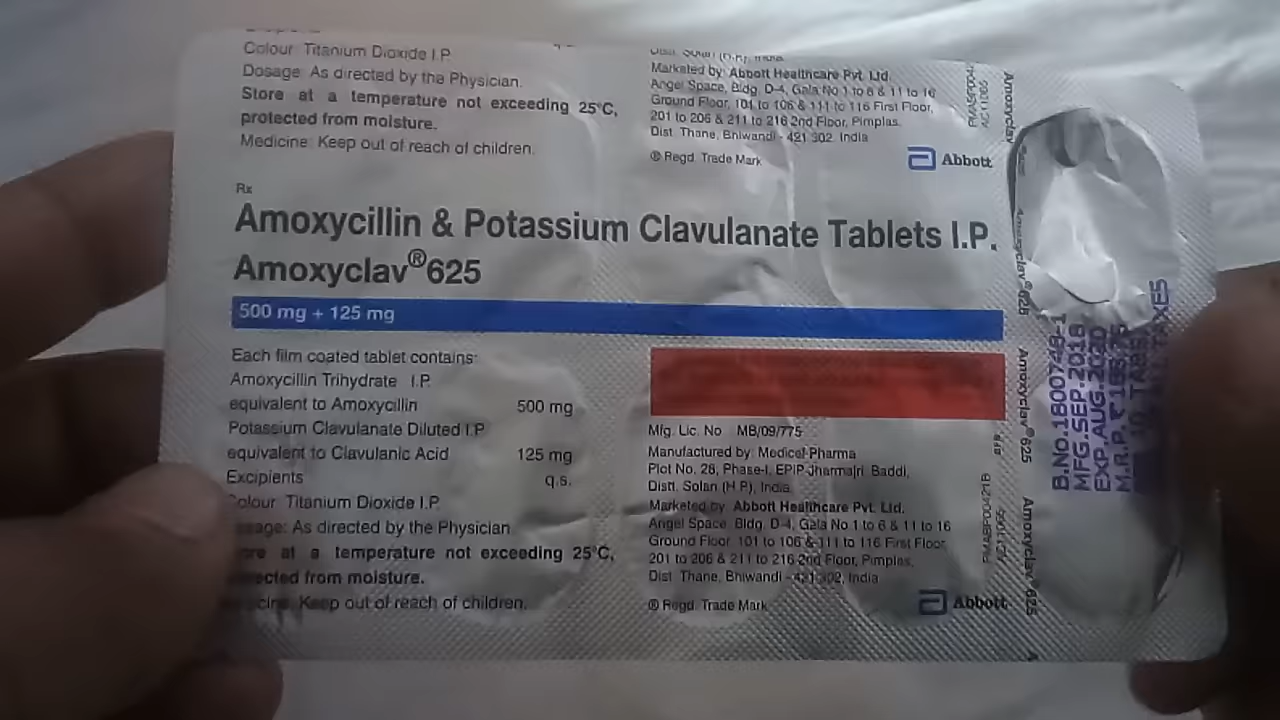 Colour: Titanium Dioxide I.P.
Dosage: As directed by the Physician.
Store at a temperature not exceeding 25°C,
protected from moisture.
Medicine: Keep out of reach of children.
Marketed by: Abbott Healthcare Pvt. Ltd.
Angel Space, Bldg. D-4, Gala No 1 to 6 & 11 to 16
Ground Floor, 101 to 106 & 111 to 116 First Floor,
201 to 206 & 211 to 216 2nd Floor, Pimplas,
Dist. Thane, Bhiwandi - 421 302, India
® Regd. Trade Mark
Abbott
Rx
Amoxycillin & Potassium Clavulanate Tablets I.P.
Amoxyclav®625
500 mg + 125 mg
Each film coated tablet contains:
Amoxycillin Trihydrate I.P.
equivalent to Amoxycillin 500 mg
Potassium Clavulanate Diluted I.P.
equivalent to Clavulanic Acid 125 mg
Excipients q.s.
Colour: Titanium Dioxide I.P.
As directed by the Physician.
at a temperature not exceeding 25°C,
from moisture.
Keep out of reach of children.
Mfg. Lic. No. MB/09/775
Manufactured by: Medicef Pharma
Plot No. 28, Phase-I, EPIP Jharmajri, Baddi,
Distt. Solan (H.P), India.
Marketed by: Abbott Healthcare Pvt. Ltd.
Angel Space, Bldg. D-4, Gala No 1 to 6 & 11 to 16
Ground Floor, 101 to 106 & 111 to 116 First Floor,
201 to 206 & 211 to 216 2nd Floor, Pimplas,
Dist. Thane, Bhiwandi - 421 302, India
® Regd. Trade Mark
Abbott
Amoxyclav
Amoxyclav® 625
Amoxyclav® 625
Amoxyclav® 625
B.No.1800748-1
MFG.SEP.2018
EXP.AUG.2020
M.R.P. ₹
10 TABS.
TAXES